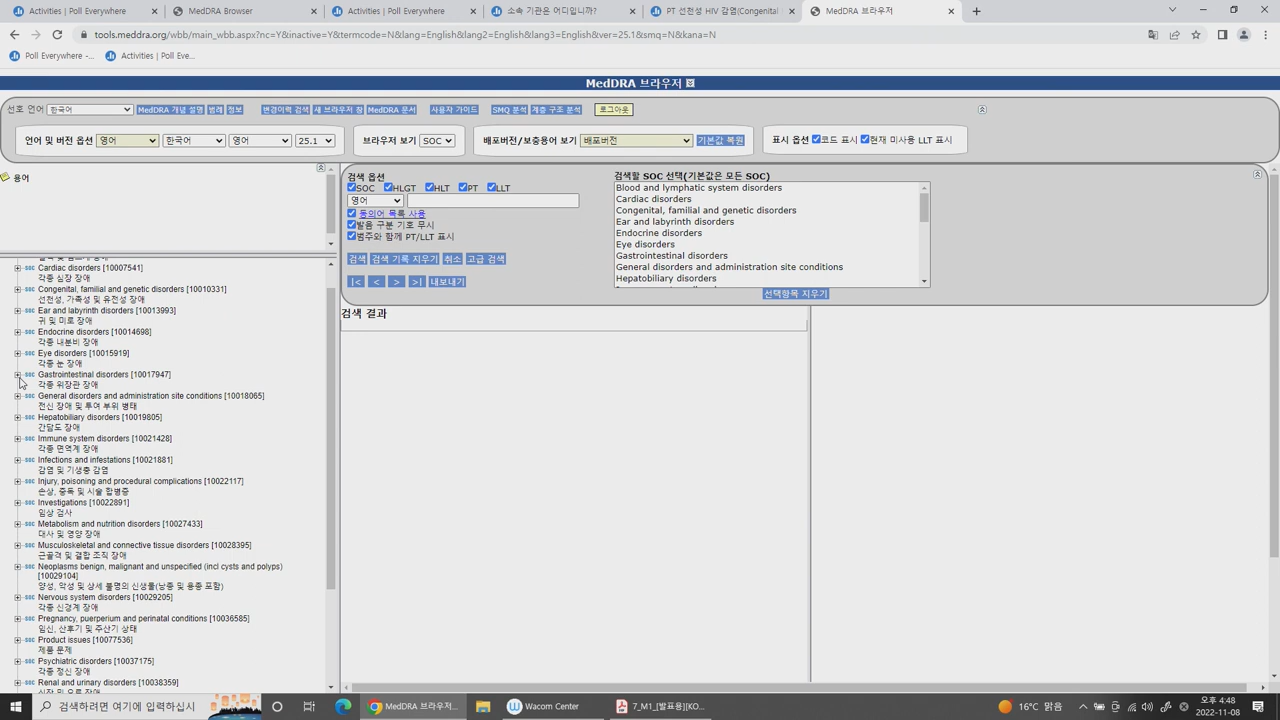 Activities | Poll Everywhere
MedDRA Browser
Activities | Poll Everywhere
소속 기관은 어디입니까?
PT 선천성 HIV 감염(Congenital
MedDRA 브라우저
tools.meddra.org/wbb/main_wbb.aspx?nc=Y&inactive=Y&termcode=N&lang=English&lang2=English&lang3=English&ver=25.1&smq=N&kana=N
Poll Everywhere -...
Activities | Poll Eve...
MedDRA 브라우저
선호 언어 한국어 MedDRA 개념 설명 범례 정보 변경이력 검색 새 브라우저 창 MedDRA 문서 사용자 가이드 SMQ 분석 계층 구조 분석 로그아웃
언어 및 버전 옵션 영어 한국어 영어 25.1 브라우저 보기 SOC 배포버전/보충용어 보기 배포버전 기본값 복원 표시 옵션 코드 표시 현재 미사용 LLT 표시
용어
Cardiac disorders [10007541]
각종 심장 장애
Congenital, familial and genetic disorders [10010331]
선천성, 가족성 및 유전성 장애
Ear and labyrinth disorders [10013993]
귀 및 미로 장애
Endocrine disorders [10014698]
각종 내분비 장애
Eye disorders [10015919]
각종 눈 장애
Gastrointestinal disorders [10017947]
각종 위장관 장애
General disorders and administration site conditions [10018065]
전신 장애 및 투여 부위 병태
Hepatobiliary disorders [10019805]
간담도 장애
Immune system disorders [10021428]
각종 면역계 장애
Infections and infestations [10021881]
감염 및 기생충 감염
Injury, poisoning and procedural complications [10022117]
손상, 중독 및 시술 합병증
Investigations [10022891]
임상 검사
Metabolism and nutrition disorders [10027433]
대사 및 영양 장애
Musculoskeletal and connective tissue disorders [10028395]
근골격 및 결합 조직 장애
Neoplasms benign, malignant and unspecified (incl cysts and polyps)
[10029104]
양성, 악성 및 상세 불명의 신생물(낭종 및 용종 포함)
Nervous system disorders [10029205]
각종 신경계 장애
Pregnancy, puerperium and perinatal conditions [10036585]
임신, 산후기 및 주산기 상태
Product issues [10077536]
제품 문제
Psychiatric disorders [10037175]
각종 정신 장애
Renal and urinary disorders [10038359]
검색 옵션
SOC HLGT HLT PT LLT
영어
동의어 목록 사용
발음 구분 기호 무시
범주와 함께 PT/LLT 표시
검색 검색 기록 지우기 취소 고급 검색
|< < > >| 내보내기
검색할 SOC 선택(기본값은 모든 SOC)
Blood and lymphatic system disorders
Cardiac disorders
Congenital, familial and genetic disorders
Ear and labyrinth disorders
Endocrine disorders
Eye disorders
Gastrointestinal disorders
General disorders and administration site conditions
Hepatobiliary disorders
선택항목 지우기
검색 결과
검색하려면 여기에 입력하십시
MedDRA 브라우저...
Wacom Center
7_M1_[발표용][KO...
16°C 맑음
오후 4:48
2022-11-08